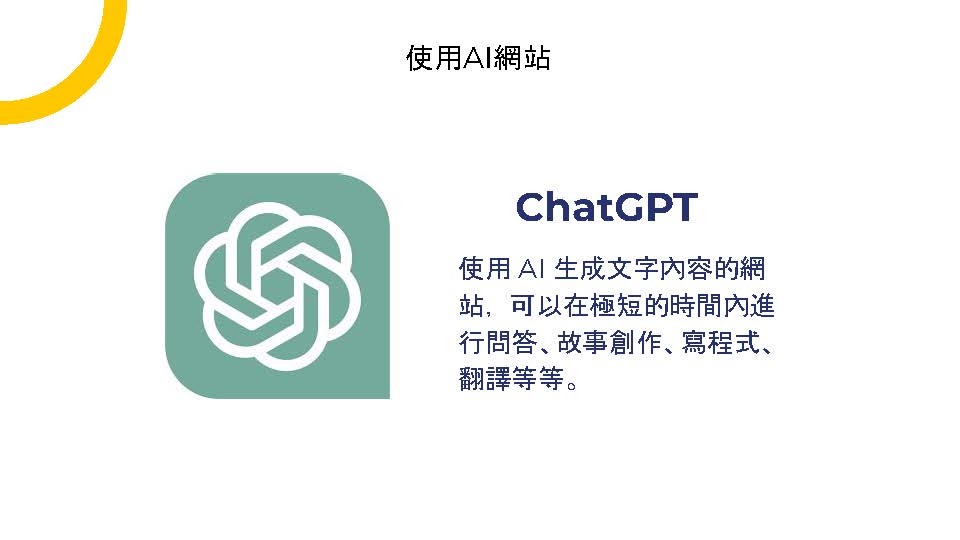 使用AI網站
ChatGPT
使用 AI 生成文字內容的網
站，可以在極短的時間內進
行問答、故事創作、寫程式、
翻譯等等。